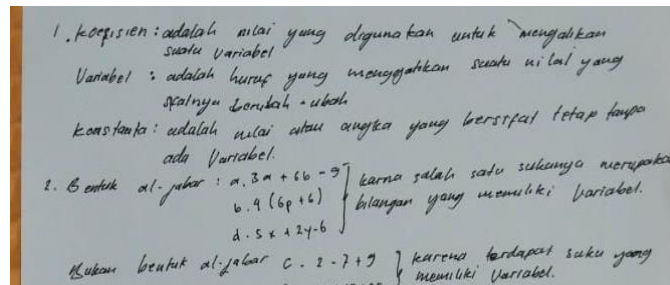 1. Koefisien : adalah nilai yang digunakan untuk mengalikan
suatu variabel
Variabel : adalah huruf yang menggatikan suatu nilai yang
sifatnya berubah - ubah
Konstanta : adalah nilai atau angka yang bersifat tetap tanpa
ada Variabel.
2. Bentuk al-jabar : a. 3a + 6b - 9 } karna salah satu sukunya merupaka
b. 4 (6p + 6) bilangan yang memiliki Variabel.
d. 5x + 2y - 6
Bukan bentuk al-jabar c. 2 - 7 + 9 } karena terdapat suku yang
memiliki Variabel.